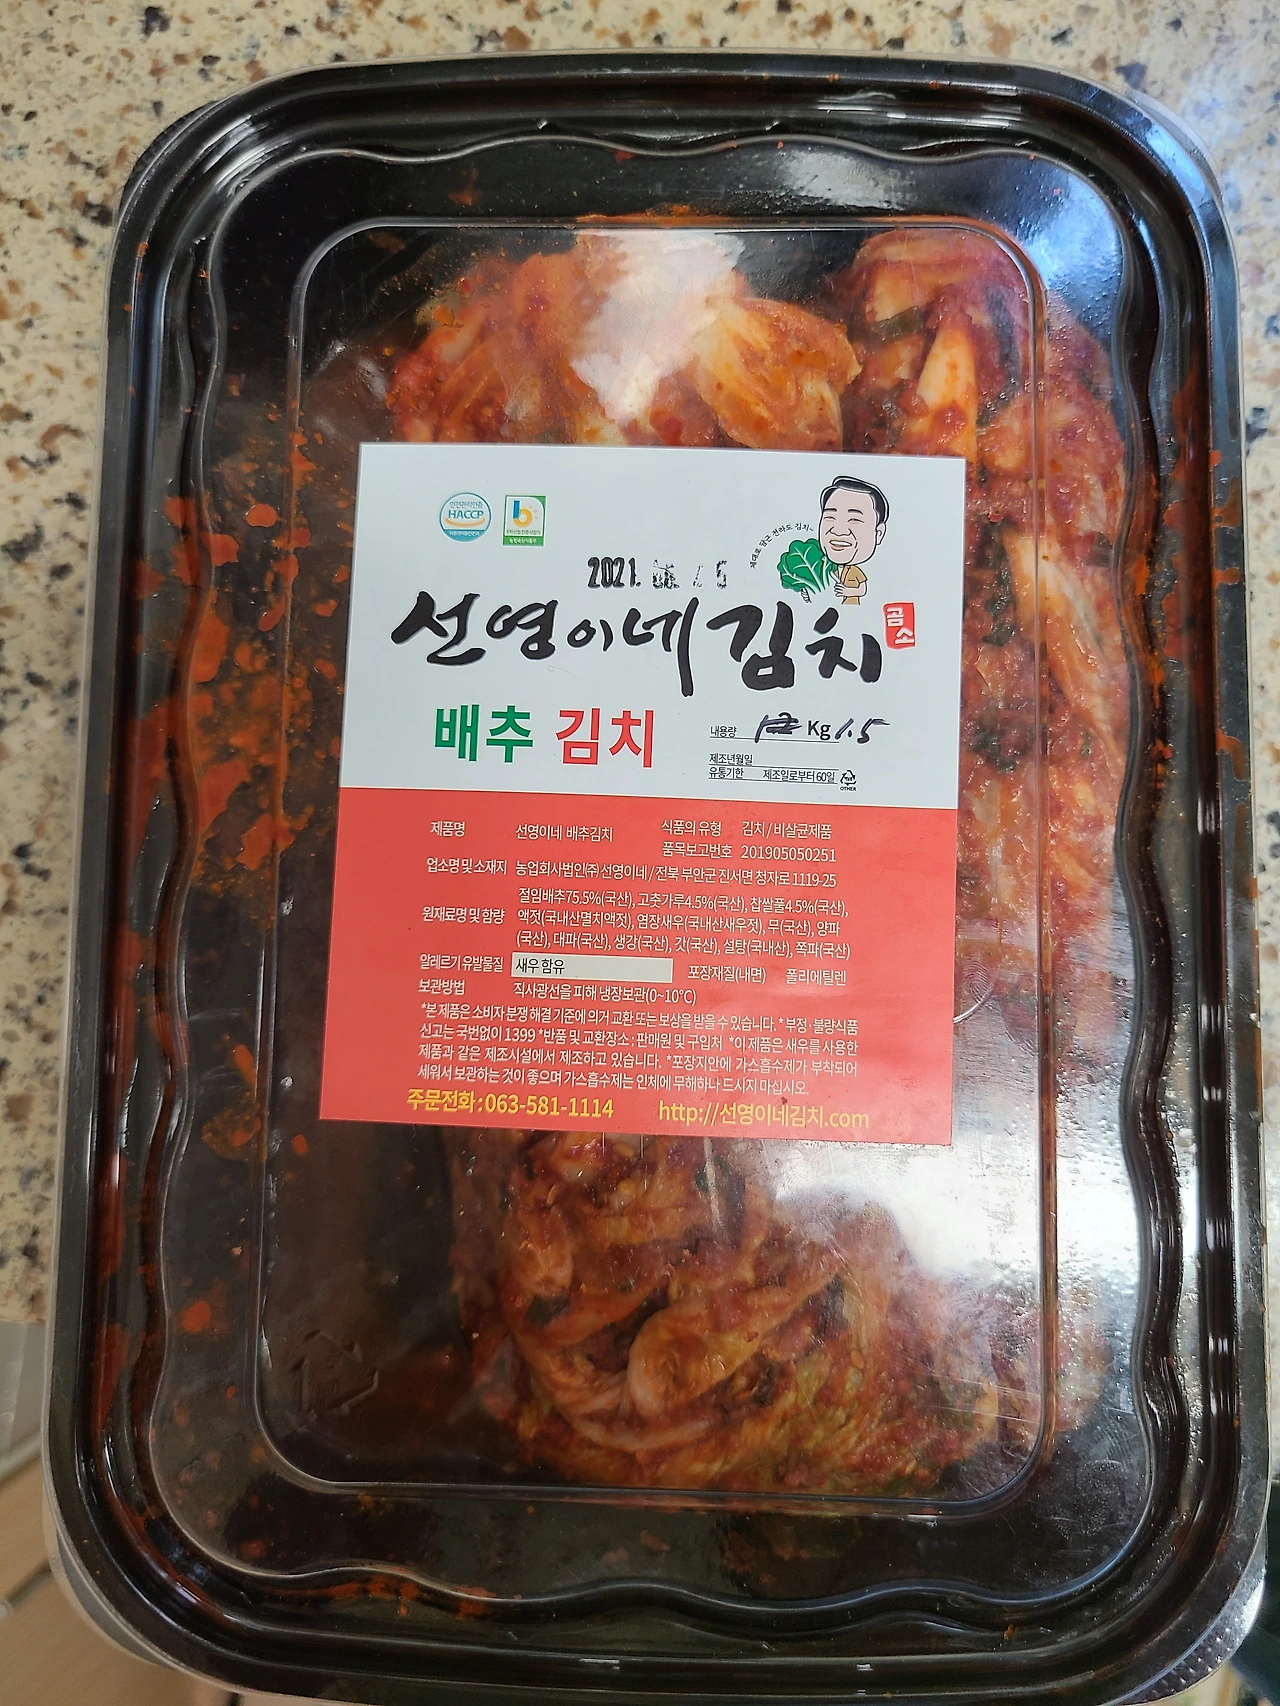 HACCP
제대로 담근 전라도 김치~
2021.
선영이네 김치
곰소
배추 김치
내용량 Kg 1.5
제조년월일
유통기한 제조일로부터 60일
OTHER
제품명 선영이네 배추김치 식품의 유형 김치 / 비살균제품
품목보고번호 201905050251
업소명 및 소재지 농업회사법인㈜ 선영이네 / 전북 부안군 진서면 청자로 1119-25
원재료명 및 함량 절임배추75.5%(국산), 고춧가루4.5%(국산), 찹쌀풀4.5%(국산),
액젓(국내산멸치액젓), 염장새우(국내산새우젓), 무(국산), 양파
(국산), 대파(국산), 생강(국산), 갓(국산), 설탕(국내산), 쪽파(국산)
알레르기 유발물질 새우 함유 포장재질(내면) 폴리에틸렌
보관방법 직사광선을 피해 냉장보관(0~10℃)
*본 제품은 소비자 분쟁 해결 기준에 의거 교환 또는 보상을 받을 수 있습니다. * 부정·불량식품
신고는 국번없이 1399 *반품 및 교환장소 : 판매원 및 구입처 *이 제품은 새우를 사용한
제품과 같은 제조시설에서 제조하고 있습니다. *포장지안에 가스흡수제가 부착되어
세워서 보관하는 것이 좋으며 가스흡수제는 인체에 무해하나 드시지 마십시오.
주문전화 : 063-581-1114 http://선영이네김치.com